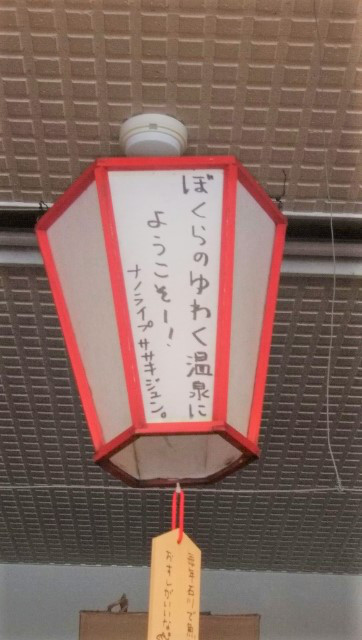 ぼくらのゆわく温泉に
ようこそー!
ナノライプ ササキジュン。